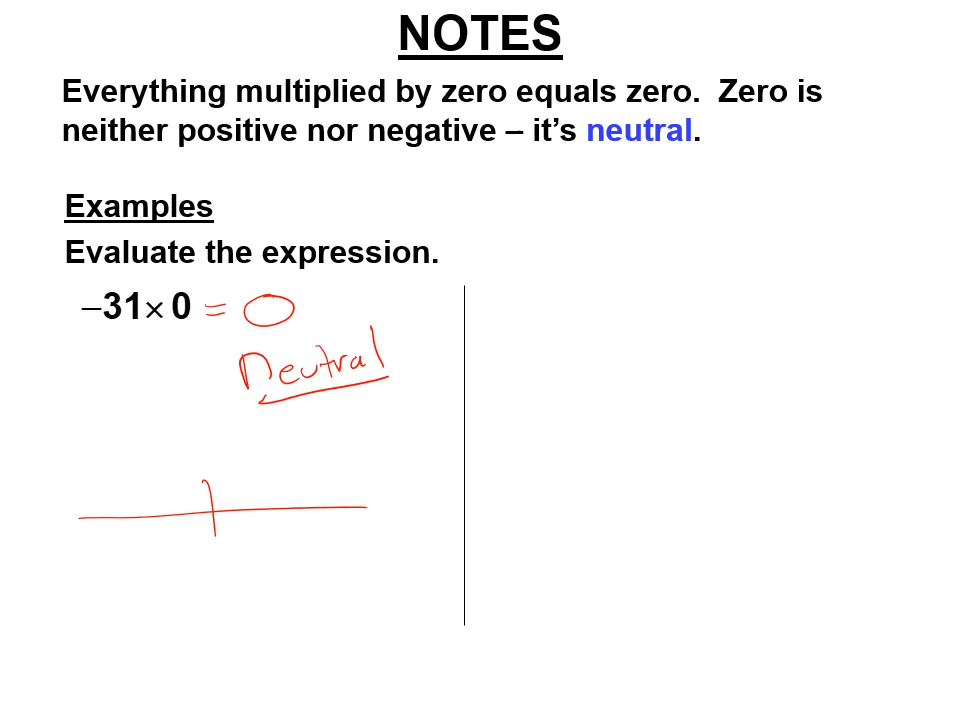 NOTES
Everything multiplied by zero equals zero.  Zero is
neither positive nor negative – it’s neutral.
Examples
Evaluate the expression.
–31× 0 = 0
neutral